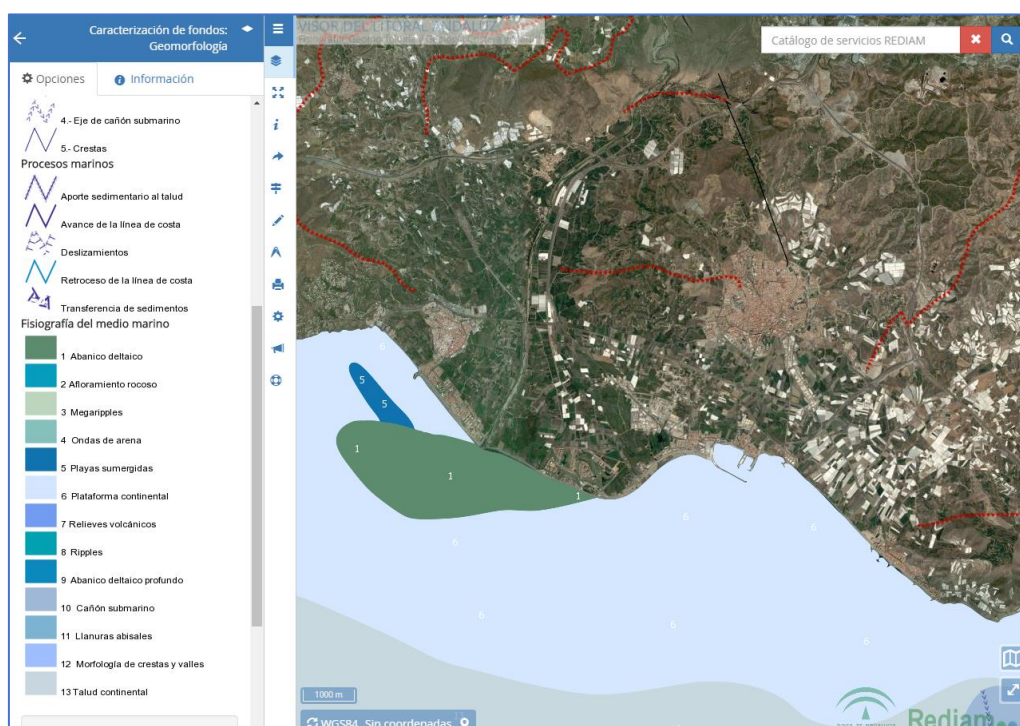 Caracterización de fondos:
Geomorfología
Opciones
Información
4.- Eje de cañón submarino
5.- Crestas
Procesos marinos
Aporte sedimentario al talud
Avance de la línea de costa
Deslizamientos
Retroceso de la línea de costa
Transferencia de sedimentos
Fisiografía del medio marino
1 Abanico deltaico
2 Afloramiento rocoso
3 Megaripples
4 Ondas de arena
5 Playas sumergidas
6 Plataforma continental
7 Relieves volcánicos
8 Ripples
9 Abanico deltaico profundo
10 Cañón submarino
11 Llanuras abisales
12 Morfología de crestas y valles
13 Talud continental
VISOR DEL LITORAL ANDALUZ
Catálogo de servicios REDIAM
6
5
5
1
1
1
6
6
6
6
6
6
1000 m
WGS84 Sin coordenadas
Rediam